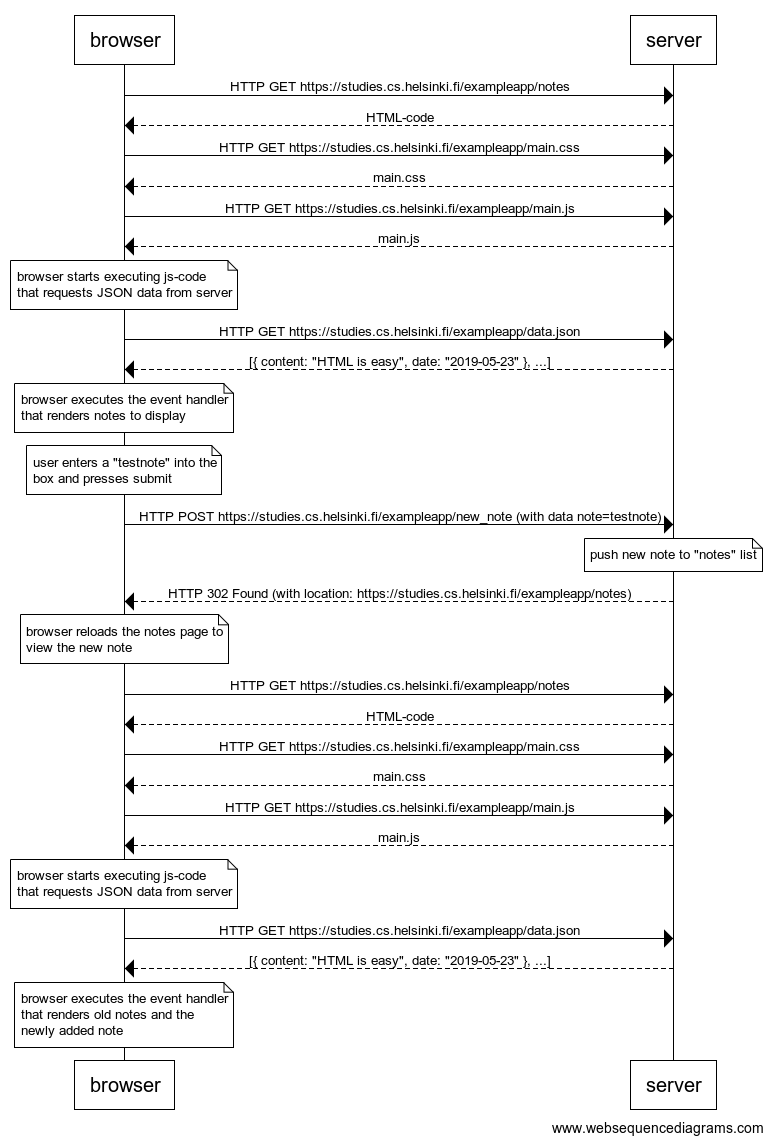 browser
server
HTTP GET https://studies.cs.helsinki.fi/exampleapp/notes
HTML-code
HTTP GET https://studies.cs.helsinki.fi/exampleapp/main.css
main.css
HTTP GET https://studies.cs.helsinki.fi/exampleapp/main.js
main.js
browser starts executing js-code
that requests JSON data from server
HTTP GET https://studies.cs.helsinki.fi/exampleapp/data.json
[{ content: "HTML is easy", date: "2019-05-23" }, ...]
browser executes the event handler
that renders notes to display
user enters a "testnote" into the
box and presses submit
HTTP POST https://studies.cs.helsinki.fi/exampleapp/new_note (with data note=testnote)
push new note to "notes" list
HTTP 302 Found (with location: https://studies.cs.helsinki.fi/exampleapp/notes)
browser reloads the notes page to
view the new note
HTTP GET https://studies.cs.helsinki.fi/exampleapp/notes
HTML-code
HTTP GET https://studies.cs.helsinki.fi/exampleapp/main.css
main.css
HTTP GET https://studies.cs.helsinki.fi/exampleapp/main.js
main.js
browser starts executing js-code
that requests JSON data from server
HTTP GET https://studies.cs.helsinki.fi/exampleapp/data.json
[{ content: "HTML is easy", date: "2019-05-23" }, ...]
browser executes the event handler
that renders old notes and the
newly added note
browser
server
www.websequencediagrams.com